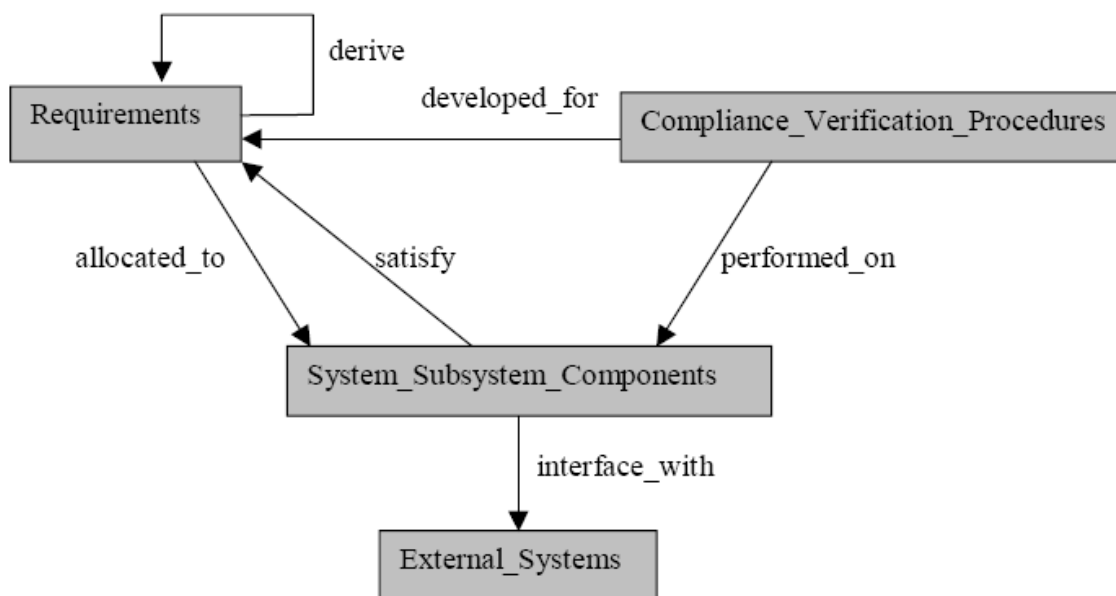 derive
Requirements
developed_for
Compliance_Verification_Procedures
allocated_to
satisfy
performed_on
System_Subsystem_Components
interface_with
External_Systems